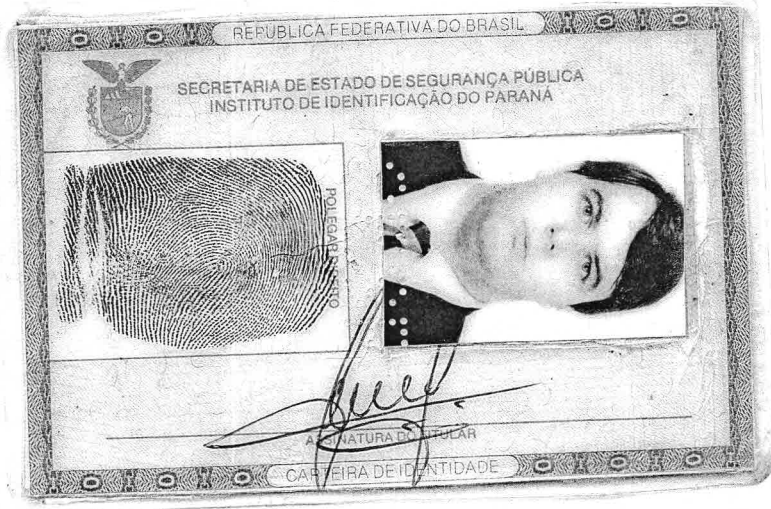 REPÚBLICA FEDERATIVA DO BRASIL
SECRETARIA DE ESTADO DE SEGURANÇA PÚBLICA
INSTITUTO DE IDENTIFICAÇÃO DO PARANÁ
POLEGAR DIREITO
ASSINATURA DO TITULAR
CARTEIRA DE IDENTIDADE